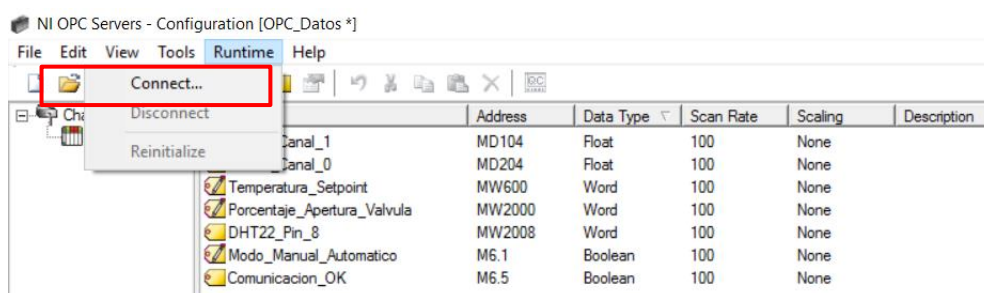 NI OPC Servers - Configuration [OPC_Datos *]
File Edit View Tools Runtime Help
Connect...
Disconnect
Reinitialize
Address Data Type Scan Rate Scaling Description
MD104 Float 100 None
MD204 Float 100 None
Temperatura_Setpoint MW600 Word 100 None
Porcentaje_Apertura_Valvula MW2000 Word 100 None
DHT22_Pin_8 MW2008 Word 100 None
Modo_Manual_Automatico M6.1 Boolean 100 None
Comunicacion_OK M6.5 Boolean 100 None